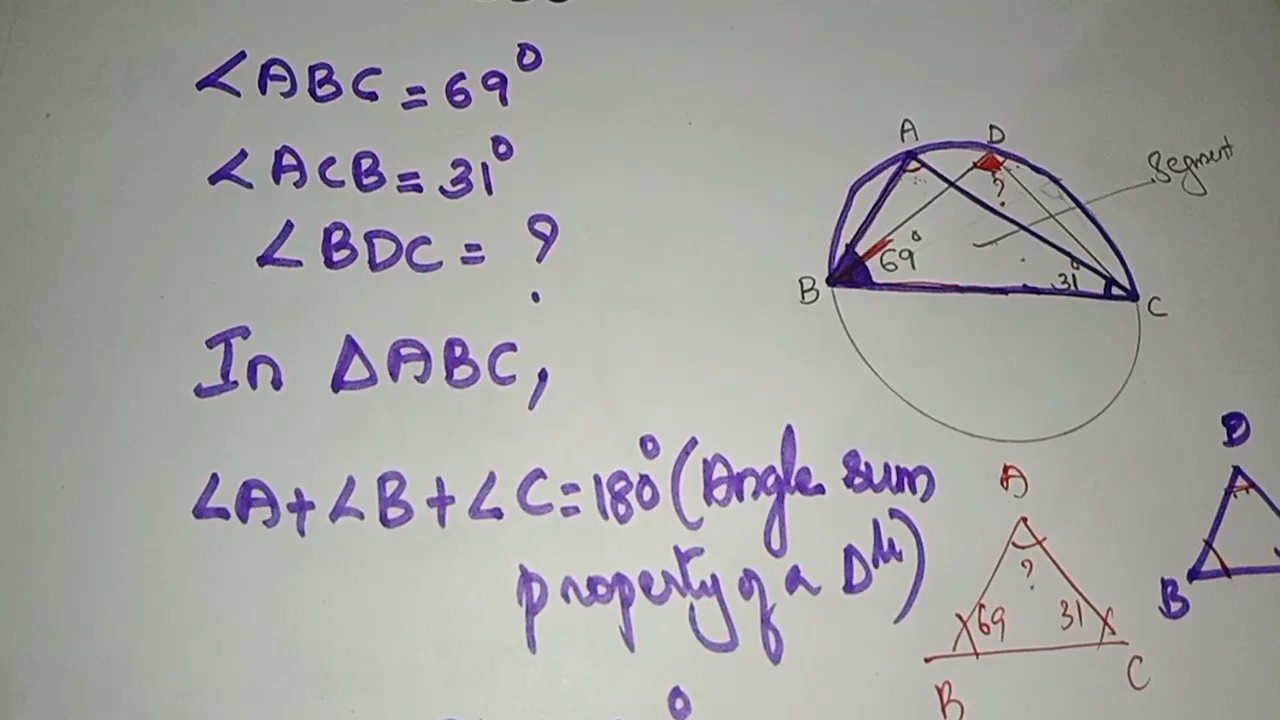 ∠ABC = 69°
∠ACB = 31°
∠BDC = ?
In ΔABC,
∠A+∠B+∠C=180° (Angle sum
property of a Δle)
A D
?
Segment
69°
31°
B C
A
?
69 31
B C
D
B